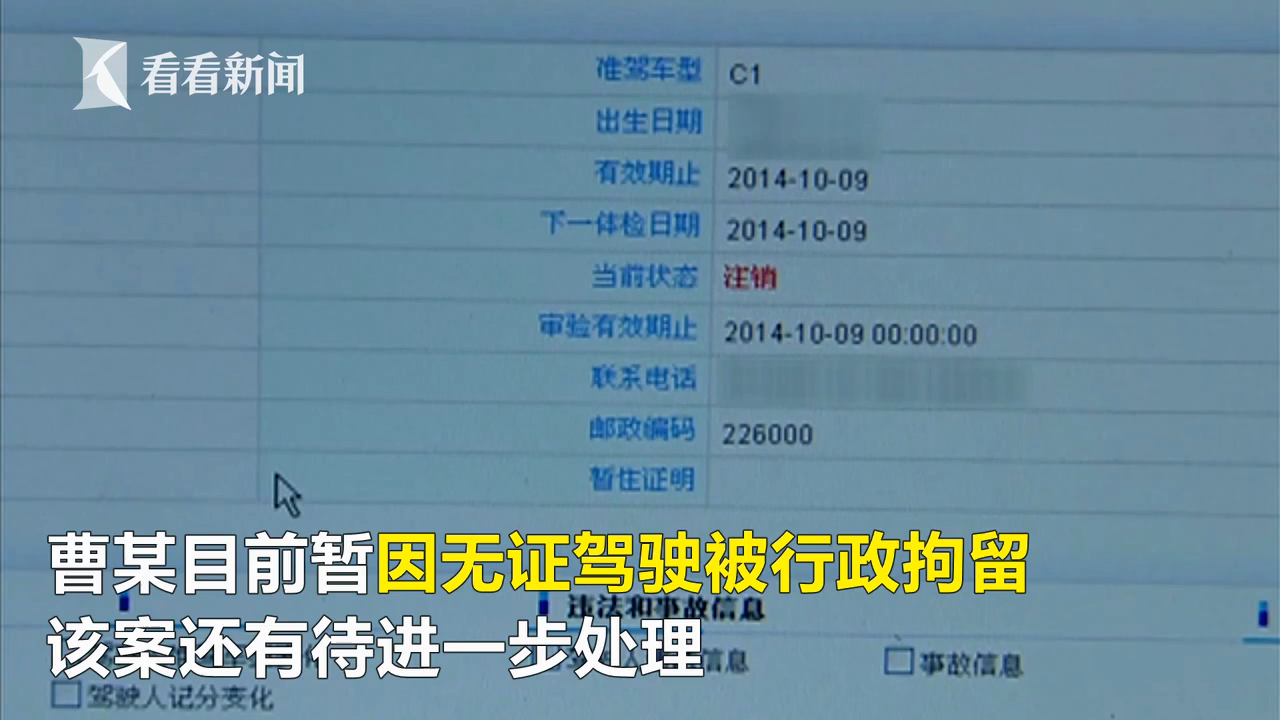 看看新闻
准驾车型 C1
出生日期
有效期止 2014-10-09
下一体检日期 2014-10-09
当前状态 注销
审验有效期止 2014-10-09 00:00:00
联系电话
邮政编码 226000
暂住证明
曹某目前暂因无证驾驶被行政拘留
违法和事故信息
该案还有待进一步处理
信息 事故信息
驾驶人记分变化